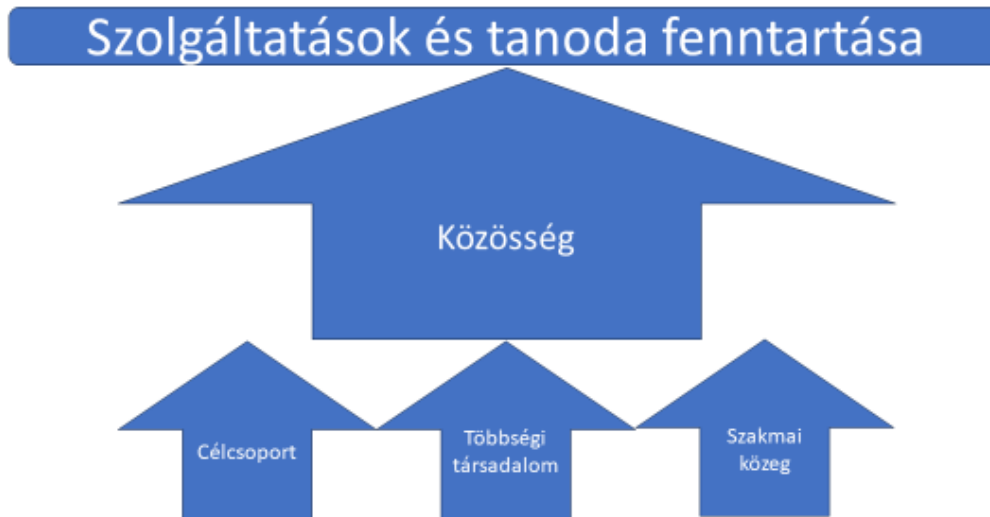 Szolgáltatások és tanoda fenntartása
Közösség
Célcsoport
Többségi
társadalom
Szakmai
közeg